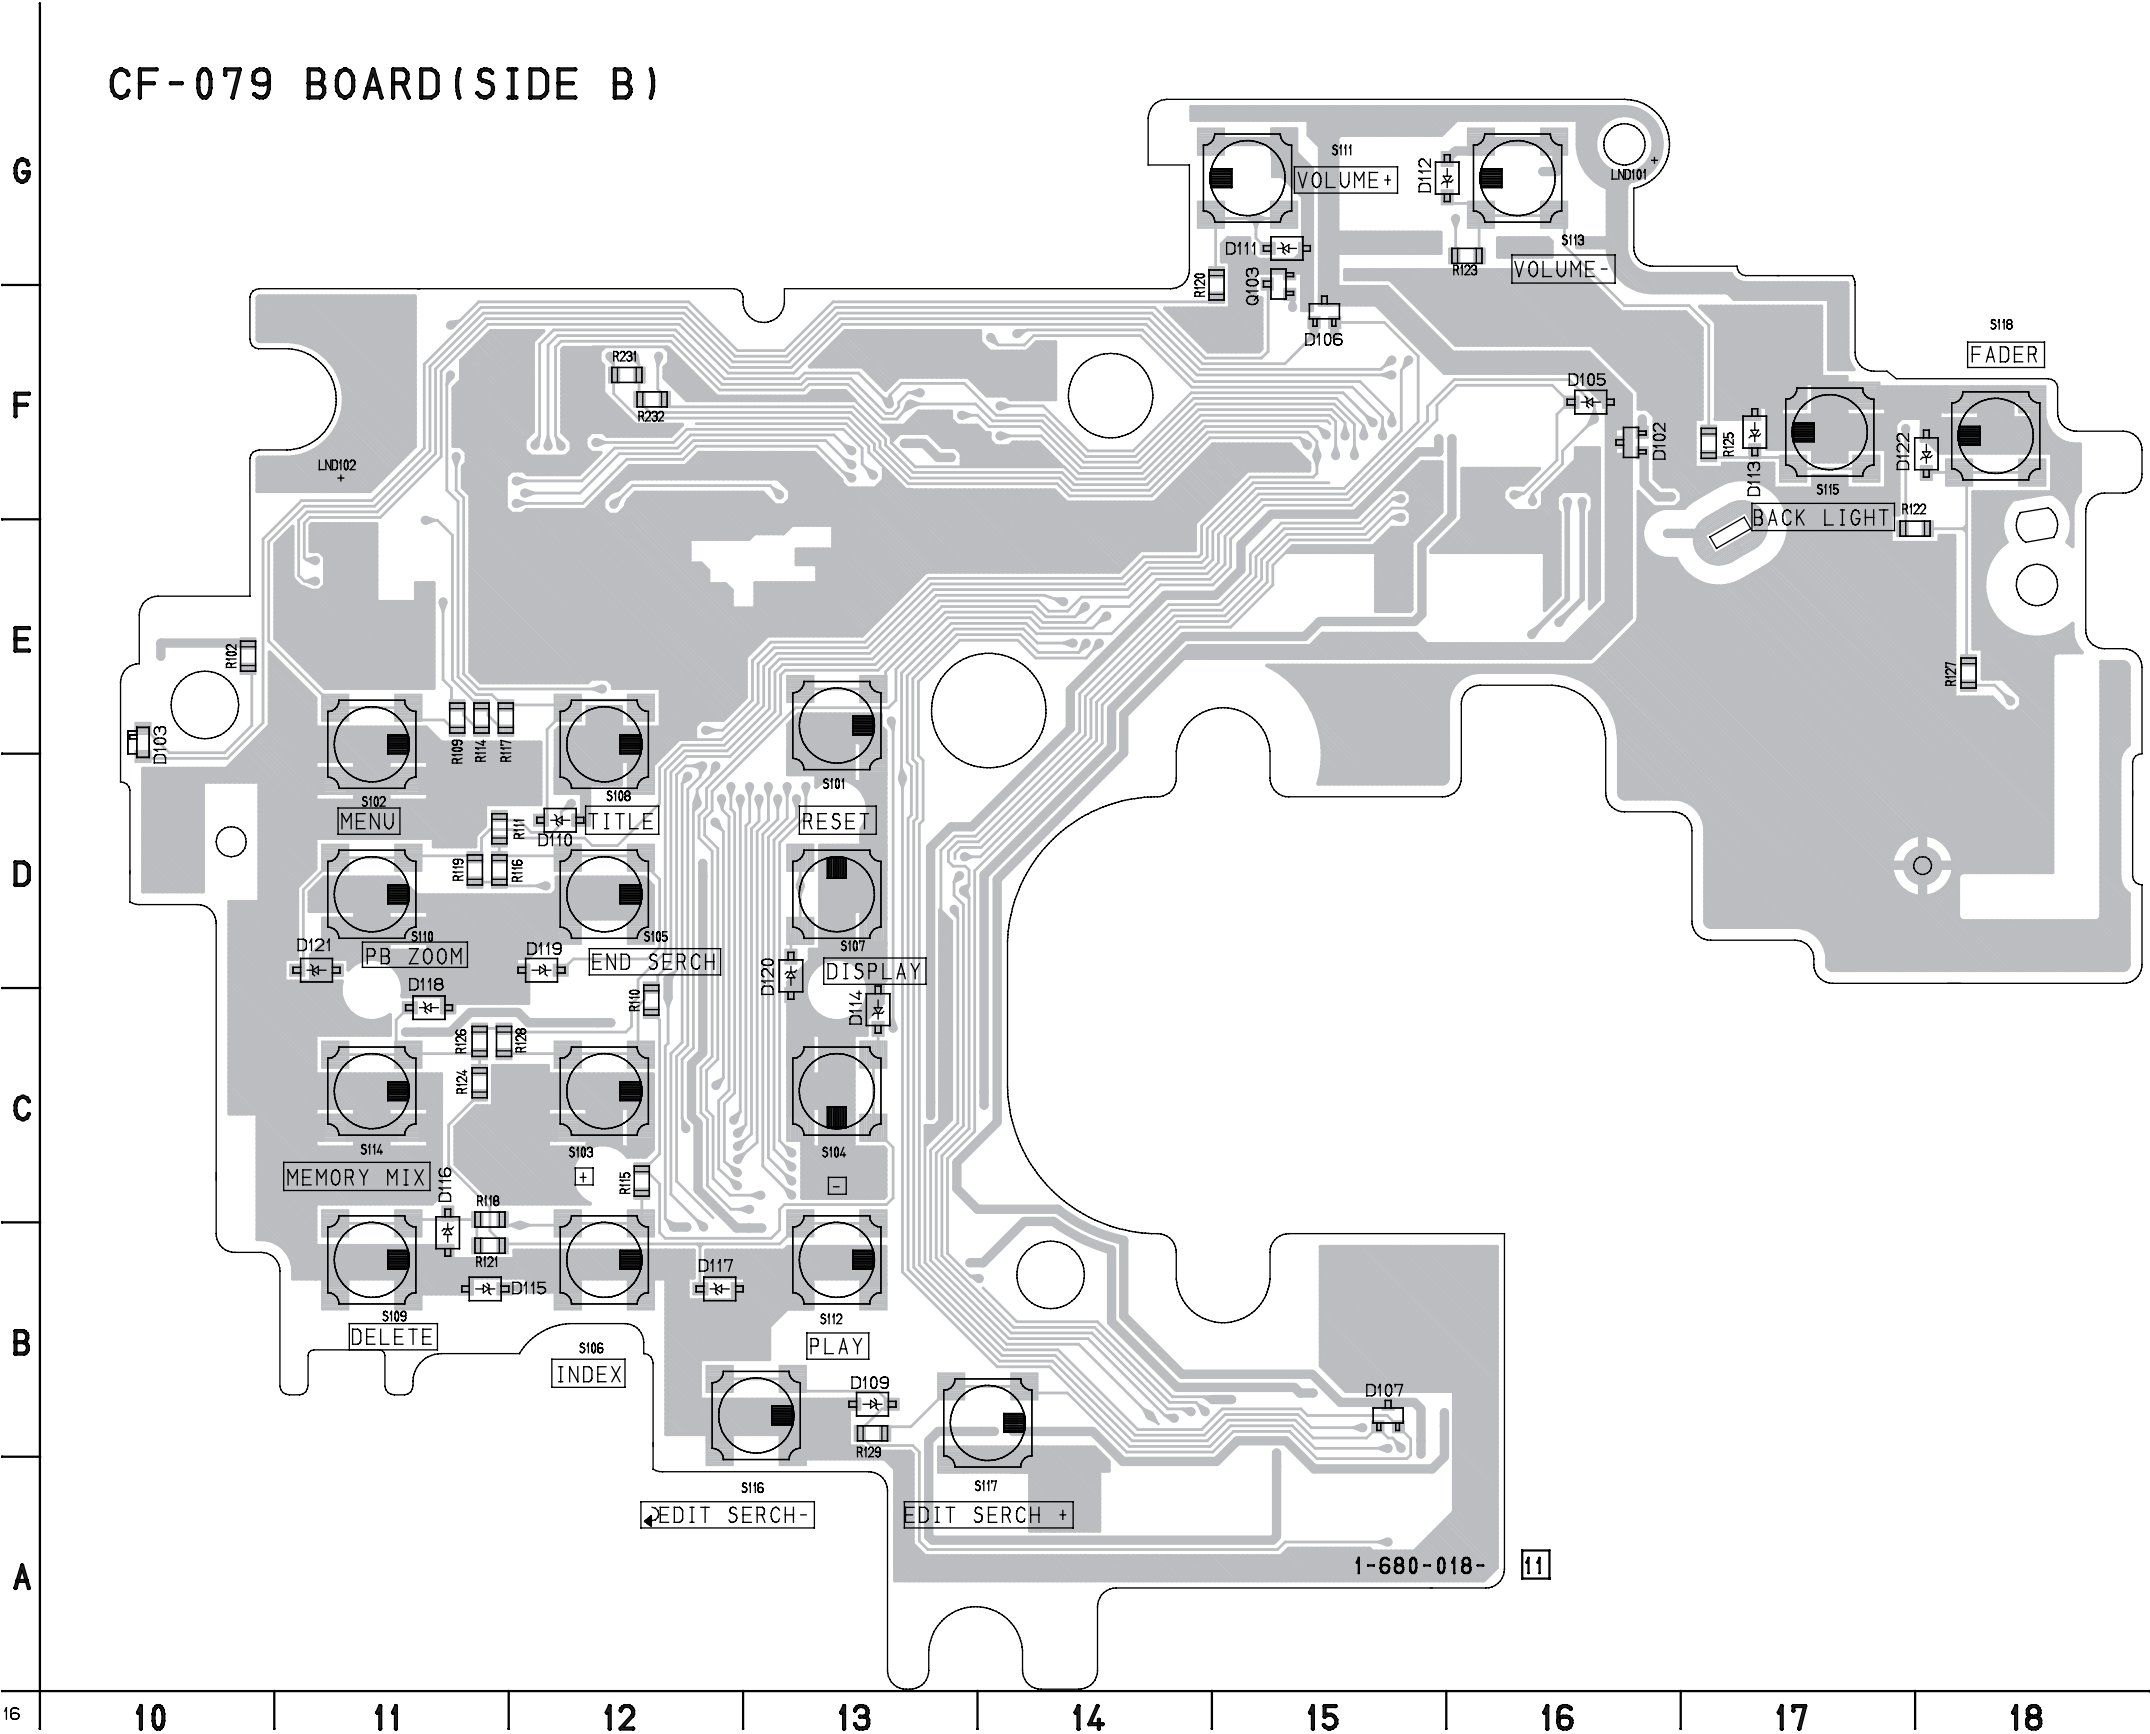 CF-079 BOARD(SIDE B)
G
S111
VOLUME+
D112
LND101
+
D111
S113
VOLUME-
R123
R120
Q103
D106
S118
FADER
R231
R232
D105
F
D102
R125
D113
D122
LND102
+
S115
BACK LIGHT
R122
E
R102
R127
D103
R109
R114
R117
S102
MENU
S108
TITLE
S101
RESET
R111
D110
R119
R116
D
S110
PB ZOOM
S105
END SERCH
S107
DISPLAY
D121
D119
D120
D118
R110
D114
R126
R128
R124
C
S114
MEMORY MIX
S103
+
S104
-
D116
R115
R118
R121
D115
D117
S109
DELETE
S112
PLAY
B
S106
INDEX
D109
D107
R129
S116
EDIT SERCH-
S117
EDIT SERCH +
1-680-018- 11
A
16 10 11 12 13 14 15 16 17 18